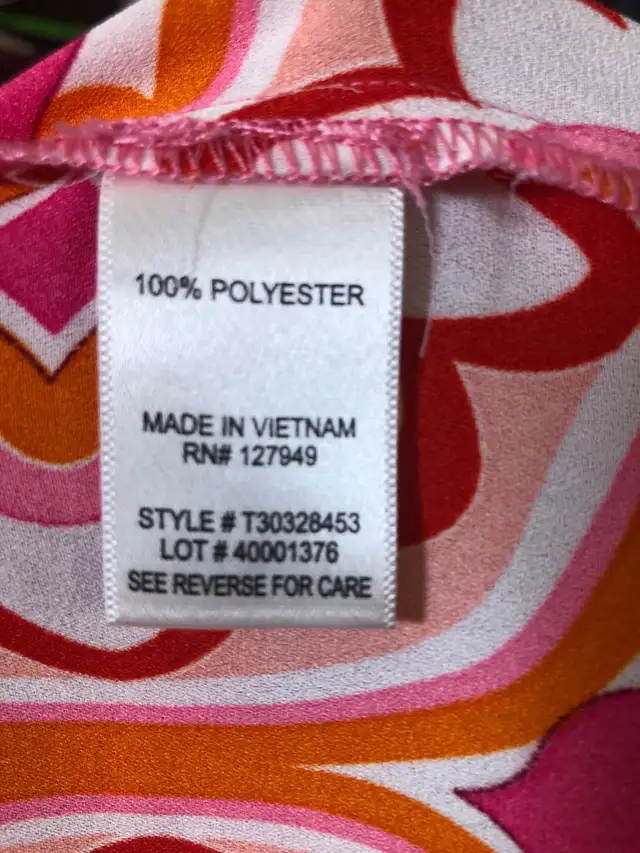 100% POLYESTER
MADE IN VIETNAM
RN# 127949
STYLE # T30328453
LOT # 40001376
SEE REVERSE FOR CARE